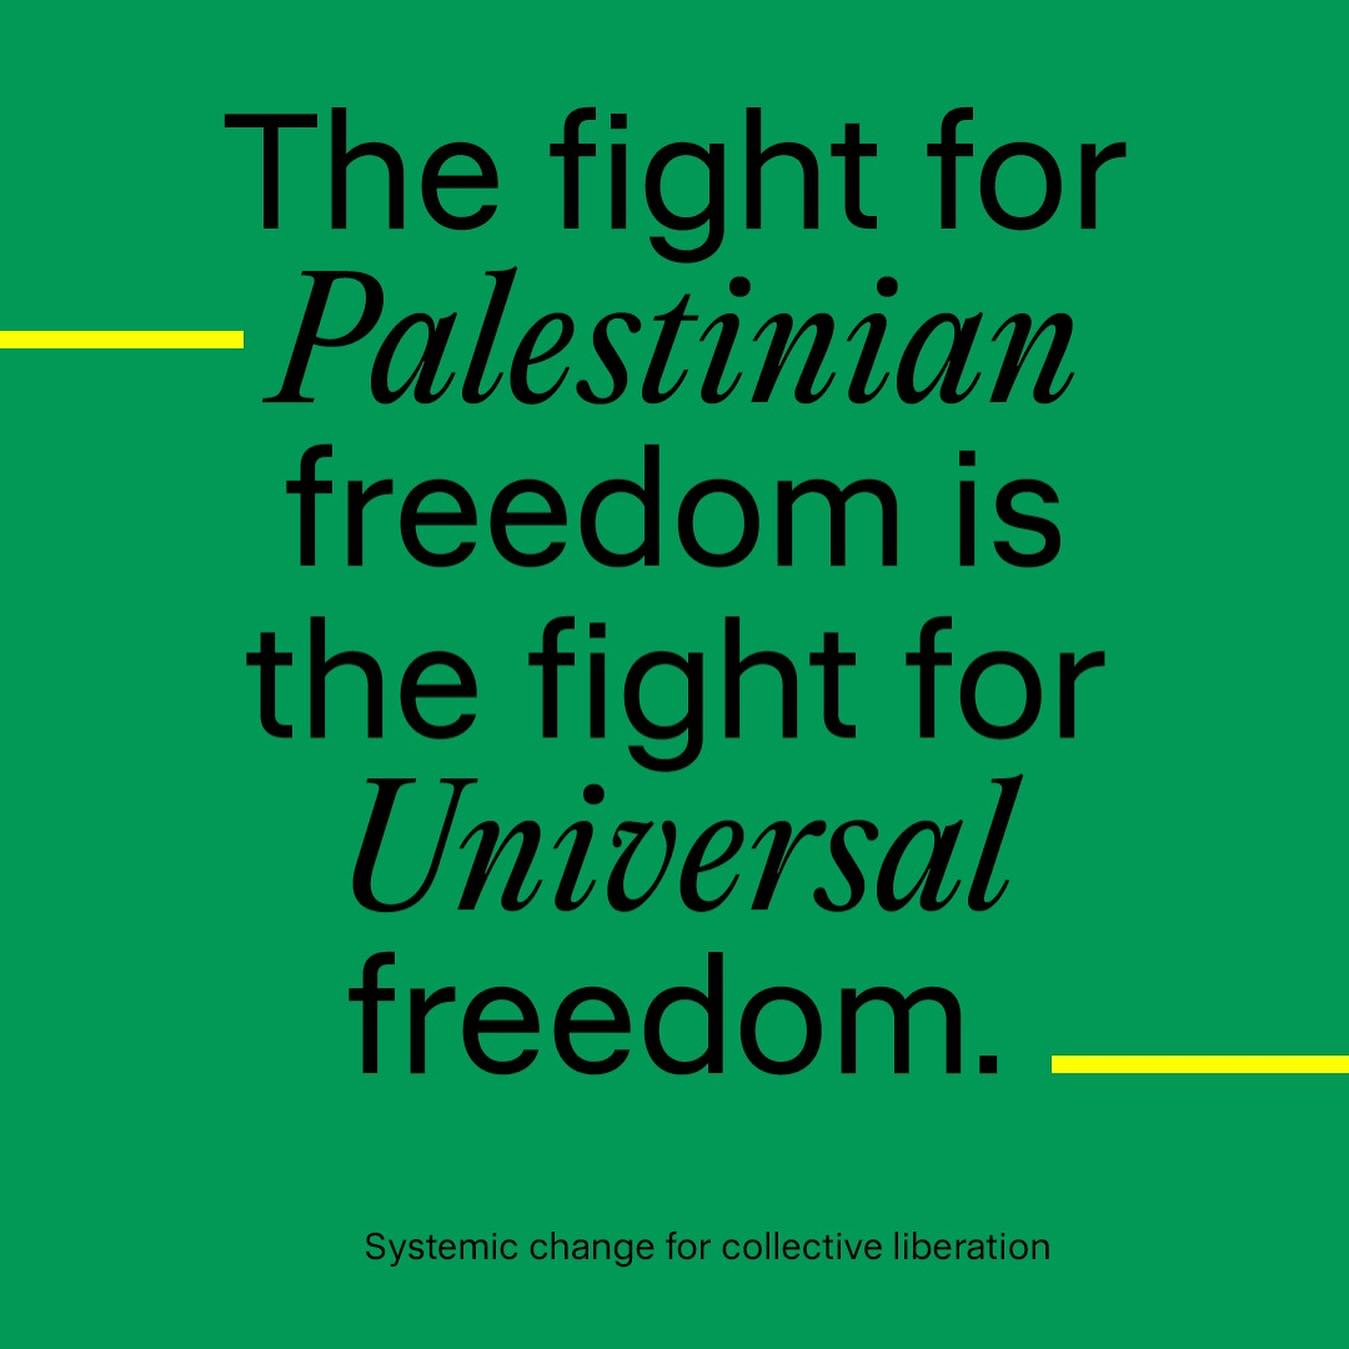 The fight for
Palestinian
freedom is
the fight for
Universal
freedom.
Systemic change for collective liberation